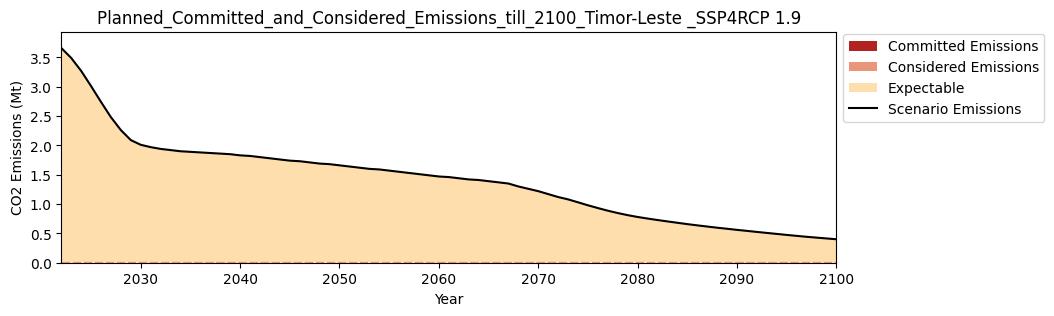 Planned_Committed_and_Considered_Emissions_till_2100_Timor-Leste _SSP4RCP 1.9
Committed Emissions
Considered Emissions
Expectable
Scenario Emissions
CO2 Emissions (Mt)
3.5
3.0
2.5
2.0
1.5
1.0
0.5
0.0
2030 2040 2050 2060 2070 2080 2090 2100
Year